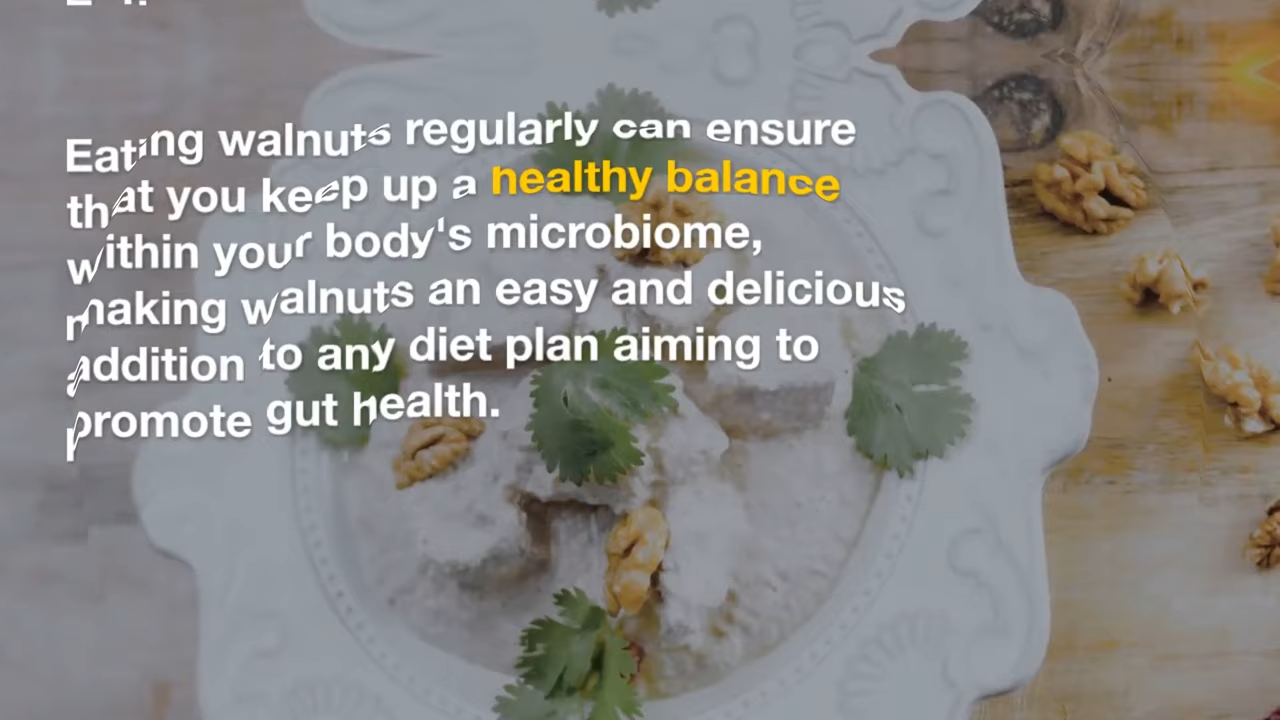 Eating walnuts regularly can ensure
that you keep up a healthy balance
within your body's microbiome,
making walnuts an easy and delicious
addition to any diet plan aiming to
promote gut health.